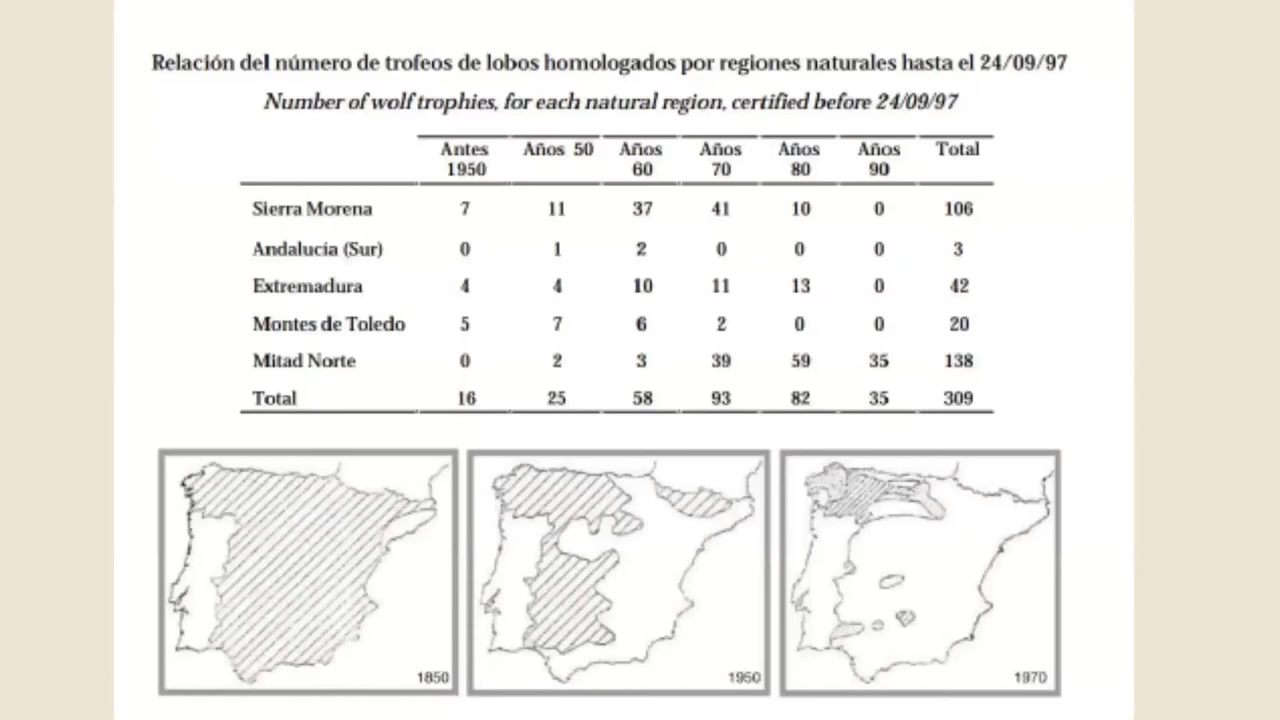 Relación del número de trofeos de lobos homologados por regiones naturales hasta el 24/09/97
Number of wolf trophies, for each natural region, certified before 24/09/97
Antes 1950 Años 50 Años 60 Años 70 Años 80 Años 90 Total
Sierra Morena 7 11 37 41 10 0 106
Andalucía (Sur) 0 1 2 0 0 0 3
Extremadura 4 4 10 11 13 0 42
Montes de Toledo 5 7 6 2 0 0 20
Mitad Norte 0 2 3 39 59 35 138
Total 16 25 58 93 82 35 309
1850 1950 1970